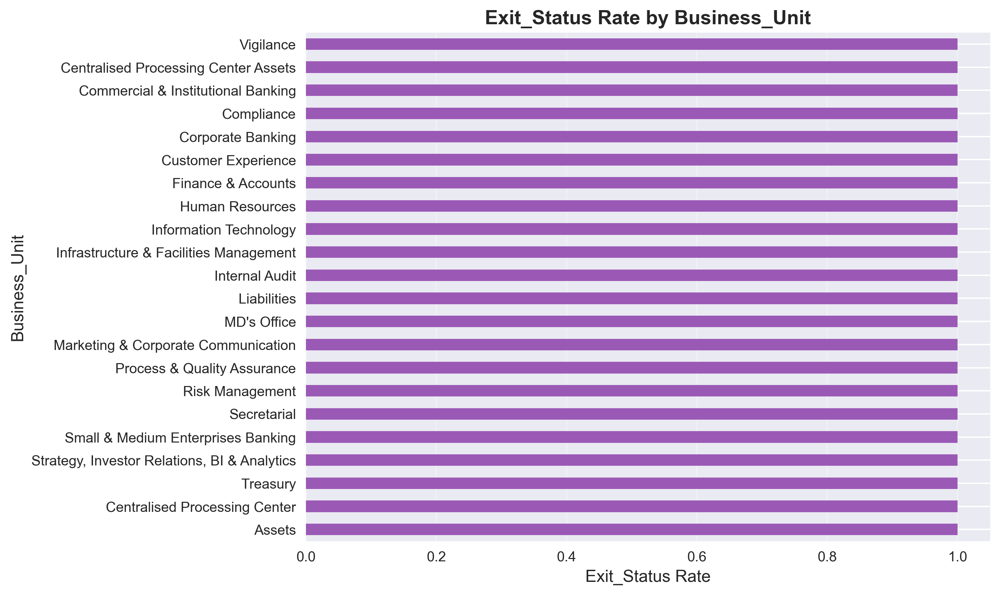 Exit_Status Rate by Business_Unit
Vigilance
Centralised Processing Center Assets
Commercial & Institutional Banking
Compliance
Corporate Banking
Customer Experience
Finance & Accounts
Human Resources
Information Technology
Infrastructure & Facilities Management
Internal Audit
Liabilities
MD's Office
Marketing & Corporate Communication
Process & Quality Assurance
Risk Management
Secretarial
Small & Medium Enterprises Banking
Strategy, Investor Relations, BI & Analytics
Treasury
Centralised Processing Center
Assets
Business_Unit
0.0 0.2 0.4 0.6 0.8 1.0
Exit_Status Rate